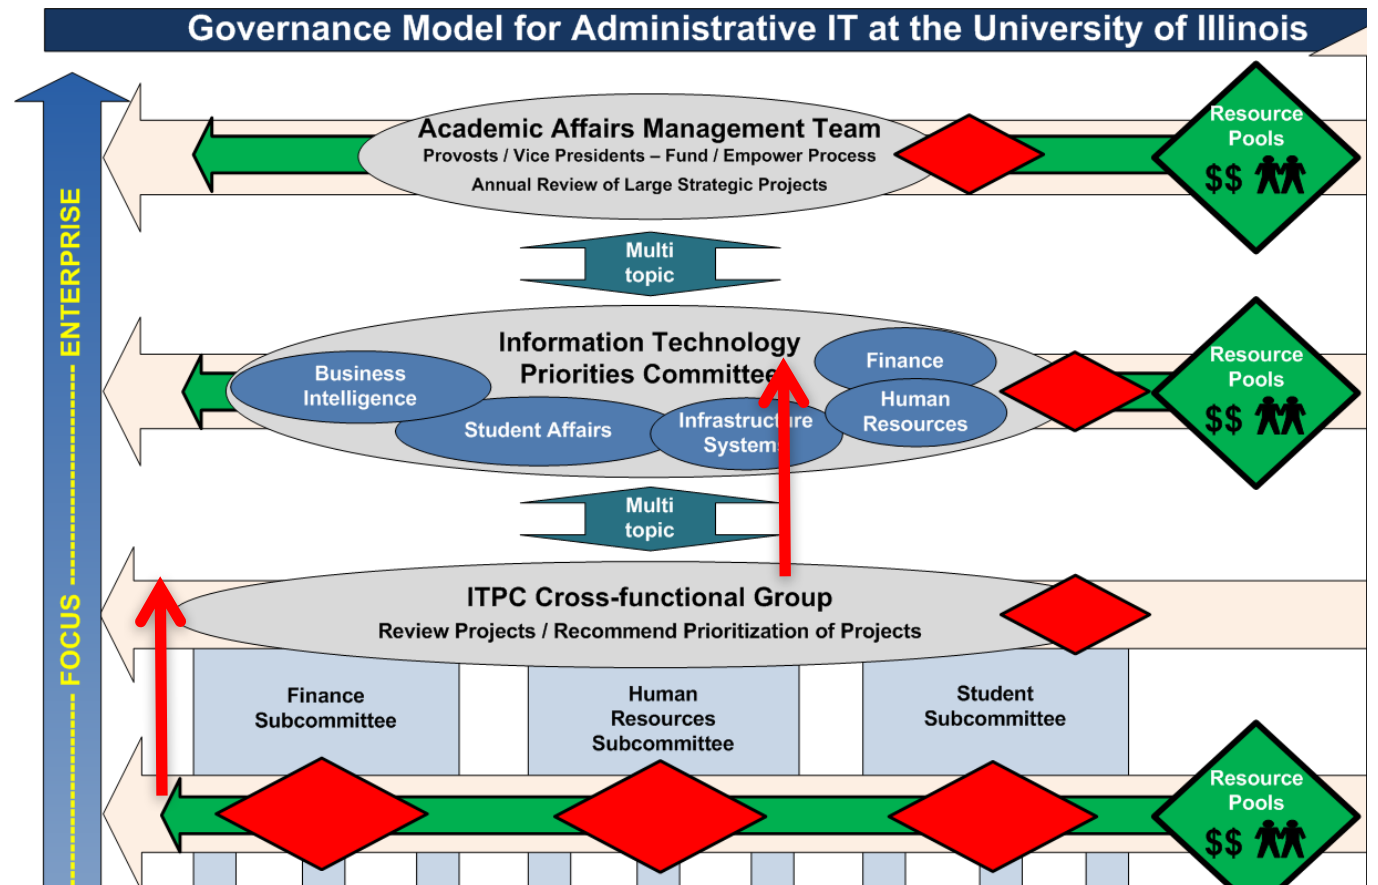 Governance Model for Administrative IT at the University of Illinois
Academic Affairs Management Team
Provosts / Vice Presidents – Fund / Empower Process
Annual Review of Large Strategic Projects
Resource
Pools
$$
Multi
topic
ENTERPRISE
Information Technology
Priorities Committee
Business
Intelligence
Student Affairs
Infrastructure
Systems
Finance
Human
Resources
Resource
Pools
$$
Multi
topic
FOCUS
ITPC Cross-functional Group
Review Projects / Recommend Prioritization of Projects
Finance
Subcommittee
Human
Resources
Subcommittee
Student
Subcommittee
Resource
Pools
$$